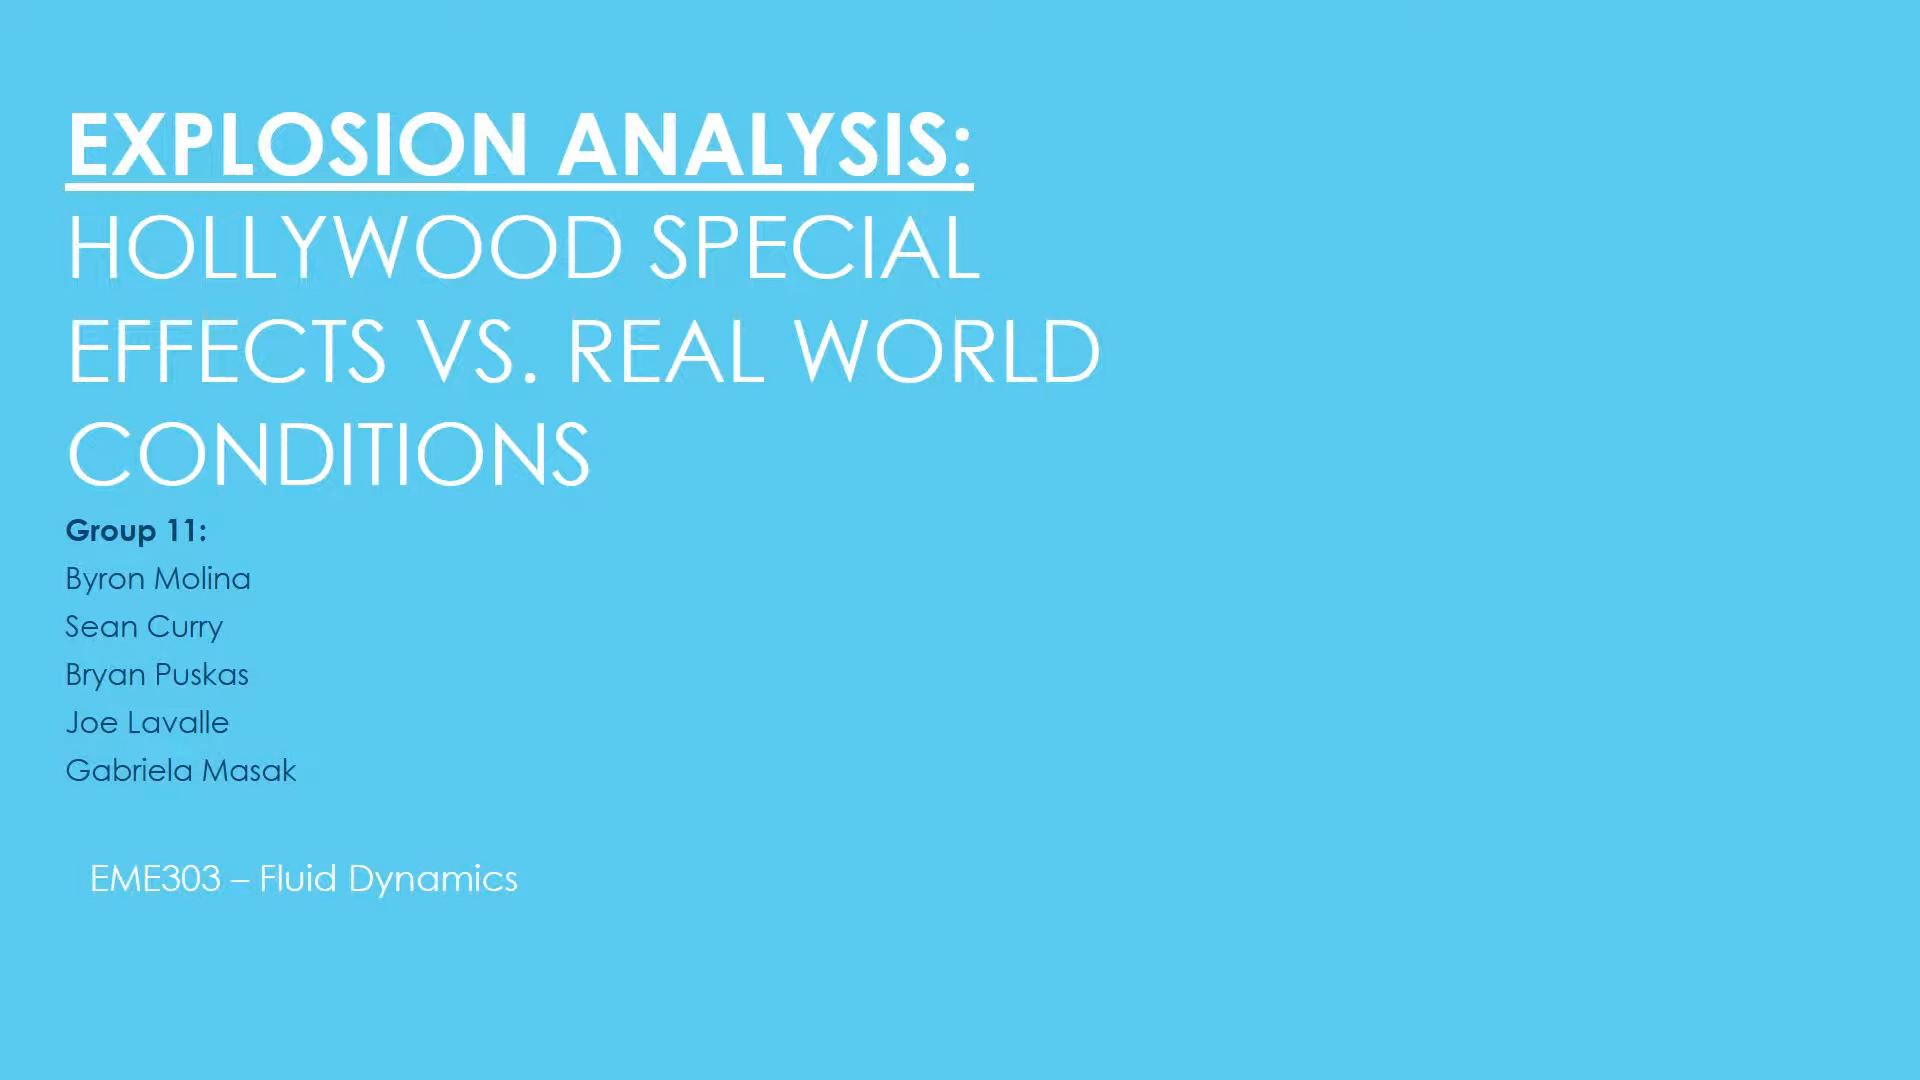 EXPLOSION ANALYSIS:
HOLLYWOOD SPECIAL
EFFECTS VS. REAL WORLD
CONDITIONS
Group 11:
Byron Molina
Sean Curry
Bryan Puskas
Joe Lavalle
Gabriela Masak
EME303 – Fluid Dynamics